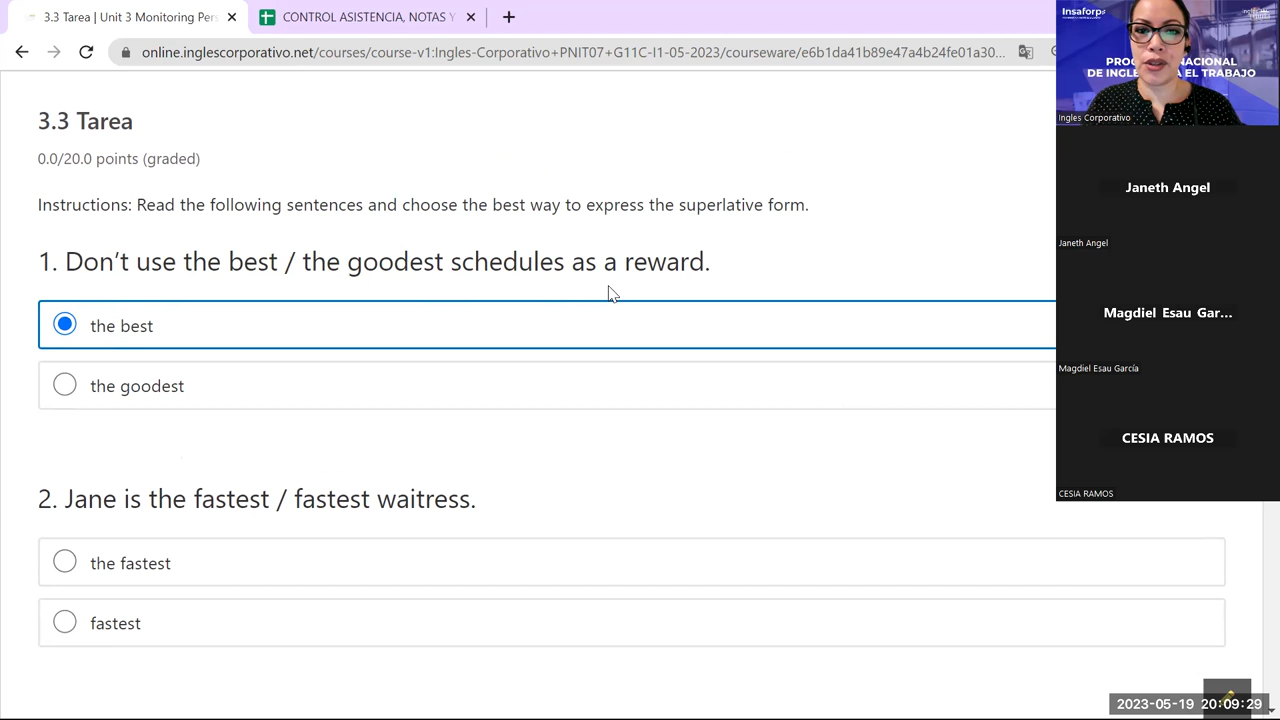 3.3 Tarea | Unit 3 Monitoring Per
CONTROL ASISTENCIA, NOTAS Y
online.inglescorporativo.net/courses/course-v1:Ingles-Corporativo+PNIT07+G11C-I1-05-2023/courseware/e6b1da41b89e47a4b24fe01a30...
3.3 Tarea
0.0/20.0 points (graded)
Instructions: Read the following sentences and choose the best way to express the superlative form.
1. Don’t use the best / the goodest schedules as a reward.
the best
the goodest
2. Jane is the fastest / fastest waitress.
the fastest
fastest
Insaforp
NACIONAL
DE INGL A EL TRABAJO
Ingles Corporativo
Janeth Angel
Janeth Angel
Magdiel Esau Gar...
Magdiel Esau García
CESIA RAMOS
CESIA RAMOS
2023-05-19 20:09:29